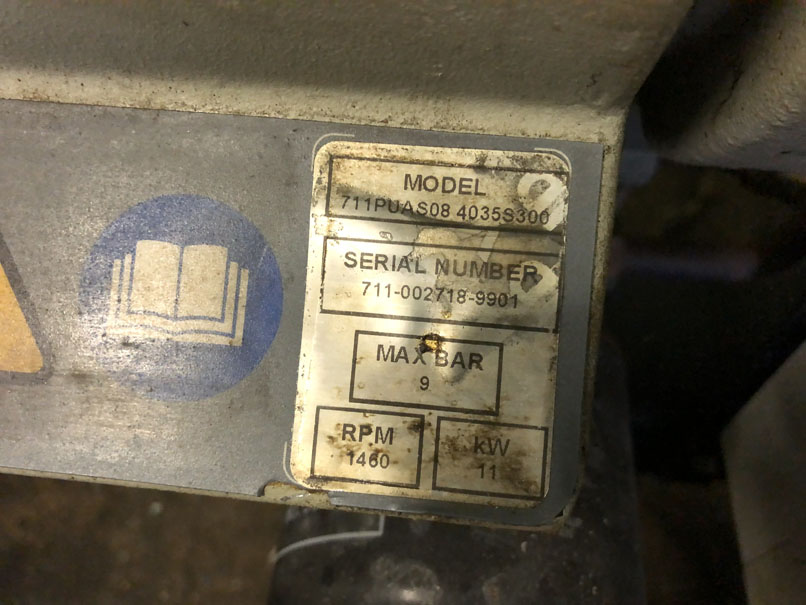 MODEL
711PUAS08 4035S300
SERIAL NUMBER
711-002718-9901
MAX BAR
9
RPM
1460
kW
11